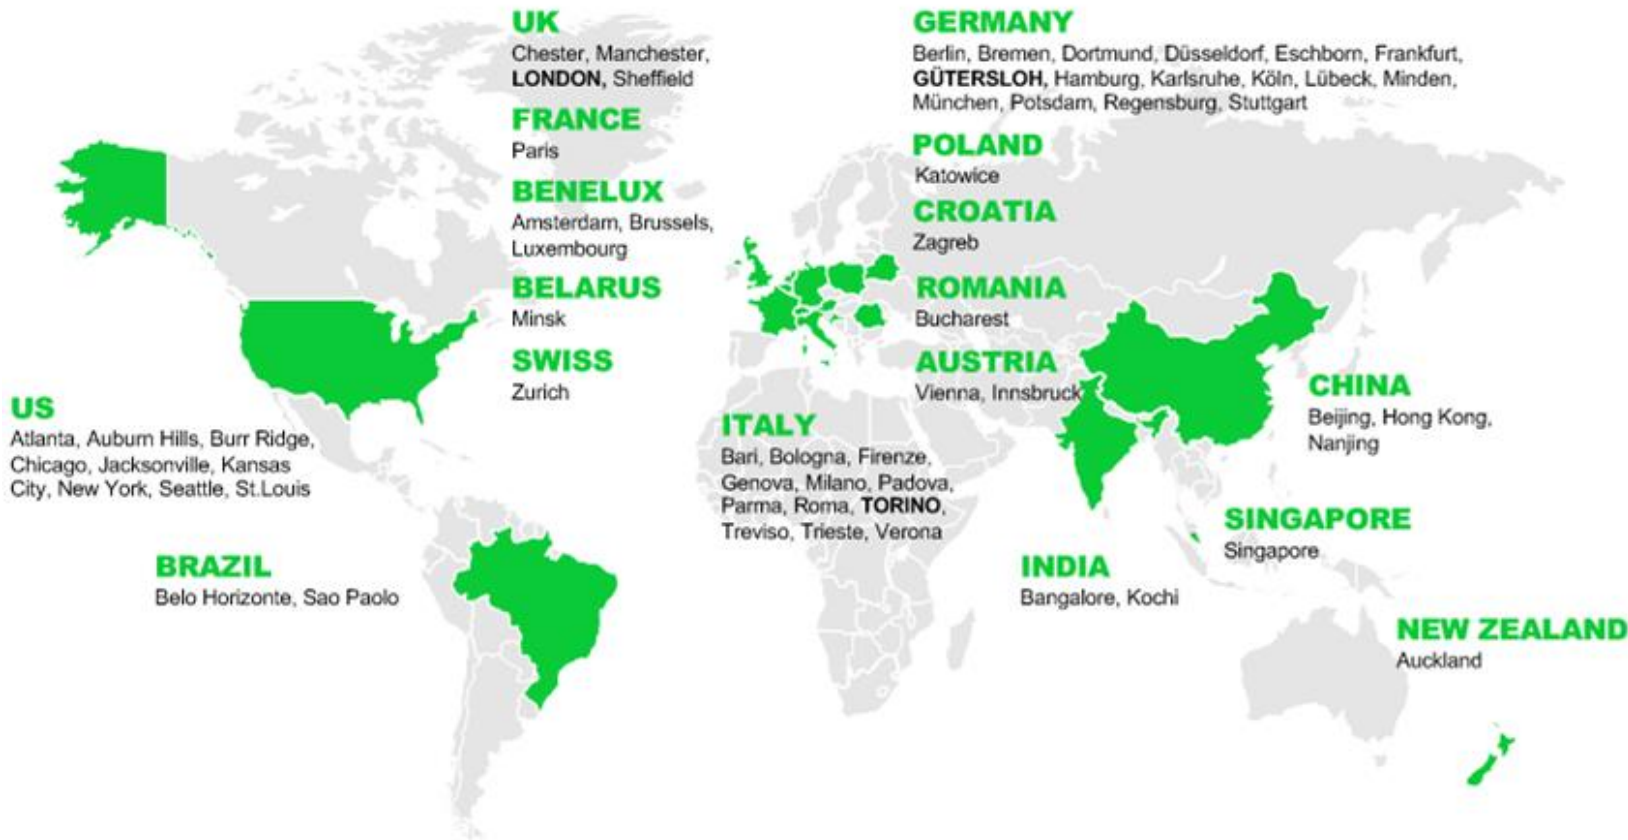 UK
Chester, Manchester,
LONDON, Sheffield
FRANCE
Paris
BENELUX
Amsterdam, Brussels,
Luxembourg
BELARUS
Minsk
SWISS
Zurich
GERMANY
Berlin, Bremen, Dortmund, Düsseldorf, Eschborn, Frankfurt,
GÜTERSLOH, Hamburg, Karlsruhe, Köln, Lübeck, Minden,
München, Potsdam, Regensburg, Stuttgart
POLAND
Katowice
CROATIA
Zagreb
ROMANIA
Bucharest
AUSTRIA
Vienna, Innsbruck
US
Atlanta, Auburn Hills, Burr Ridge,
Chicago, Jacksonville, Kansas
City, New York, Seattle, St.Louis
ITALY
Bari, Bologna, Firenze,
Genova, Milano, Padova,
Parma, Roma, TORINO,
Treviso, Trieste, Verona
CHINA
Beijing, Hong Kong,
Nanjing
SINGAPORE
Singapore
BRAZIL
Belo Horizonte, Sao Paolo
INDIA
Bangalore, Kochi
NEW ZEALAND
Auckland